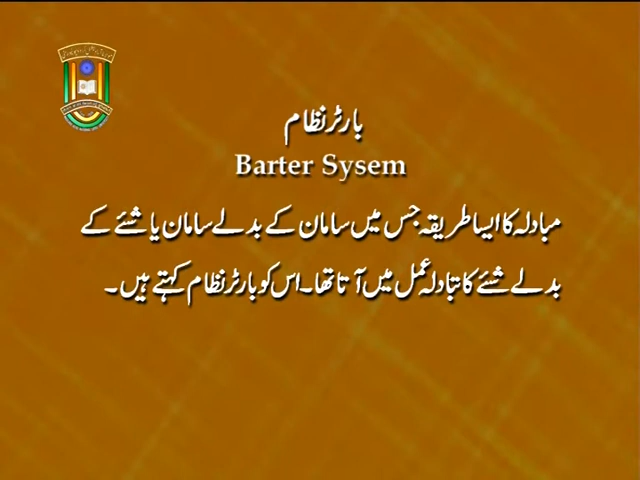 بارٹر نظام
Barter Sysem
مبادلہ کا ایسا طریقہ جس میں سامان کے بدلے سامان یا شئے کے
بدلے شئے کا تبادلہ عمل میں آتا تھا۔ اس کو بارٹر نظام کہتے ہیں۔